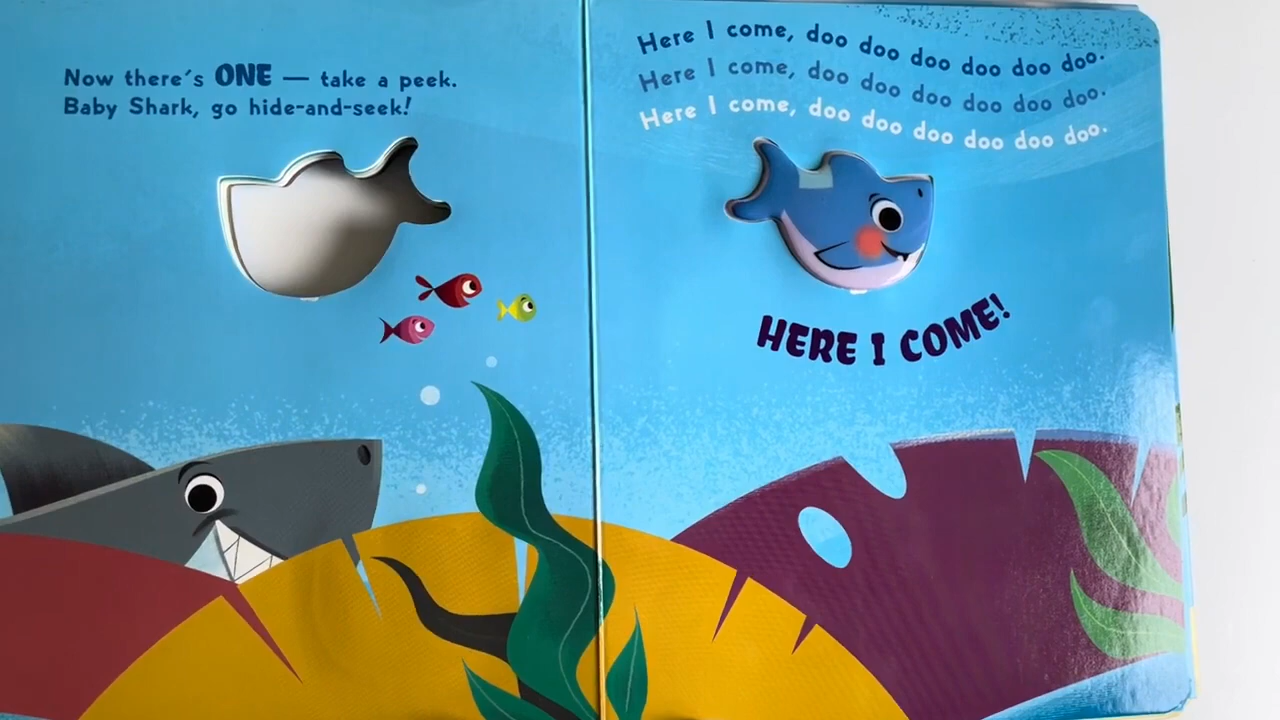 Now there's ONE — take a peek.
Baby Shark, go hide-and-seek!
Here I come, doo doo doo doo doo doo.
Here I come, doo doo doo doo doo doo.
Here I come, doo doo doo doo doo doo.
HERE I COME!